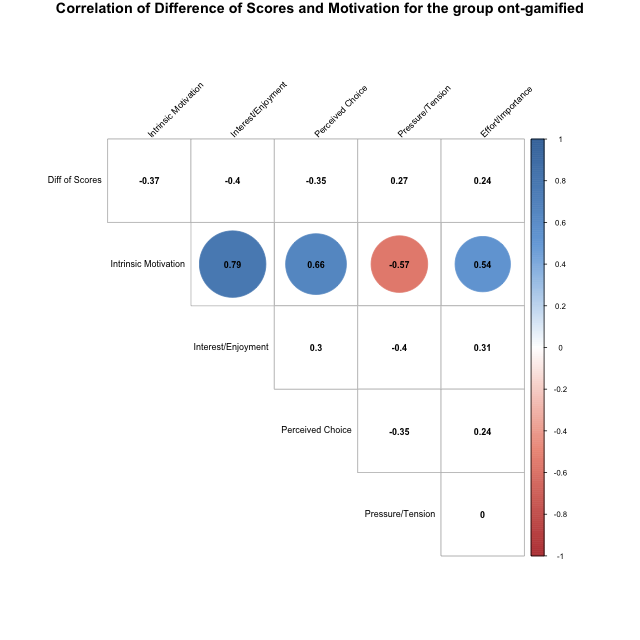 Correlation of Difference of Scores and Motivation for the group ont-gamified
Intrinsic Motivation
Interest/Enjoyment
Perceived Choice
Pressure/Tension
Effort/Importance
Diff of Scores -0.37 -0.4 -0.35 0.27 0.24
Intrinsic Motivation 0.79 0.66 -0.57 0.54
Interest/Enjoyment 0.3 -0.4 0.31
Perceived Choice -0.35 0.24
Pressure/Tension 0
1
0.8
0.6
0.4
0.2
0
-0.2
-0.4
-0.6
-0.8
-1